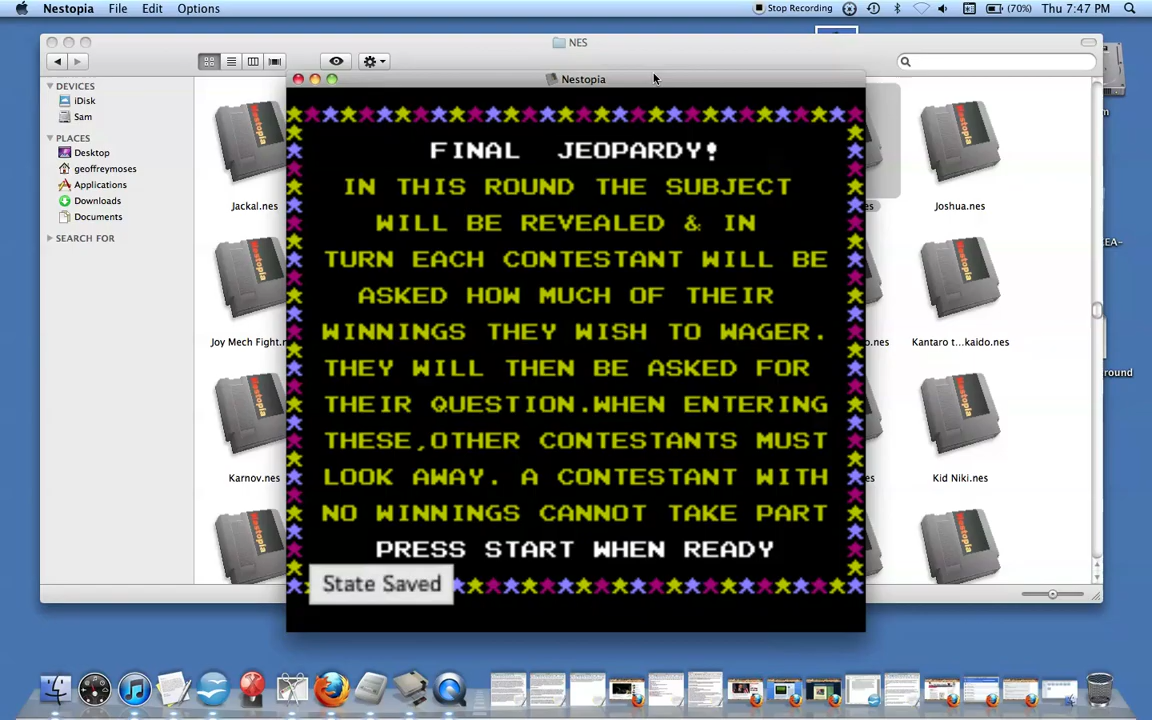 Nestopia File Edit Options
Stop Recording (70%) Thu 7:47 PM
NES
Nestopia
DEVICES
iDisk
Sam
PLACES
Desktop
geoffreymoses
Applications
Downloads
Documents
SEARCH FOR
Jackal.nes
Joshua.nes
Joy Mech Fight.n
Kantaro t...kaido.nes
Karnov.nes
Kid Niki.nes
FINAL JEOPARDY!
IN THIS ROUND THE SUBJECT
WILL BE REVEALED & IN
TURN EACH CONTESTANT WILL BE
ASKED HOW MUCH OF THEIR
WINNINGS THEY WISH TO WAGER.
THEY WILL THEN BE ASKED FOR
THEIR QUESTION.WHEN ENTERING
THESE,OTHER CONTESTANTS MUST
LOOK AWAY. A CONTESTANT WITH
NO WINNINGS CANNOT TAKE PART
PRESS START WHEN READY
State Saved